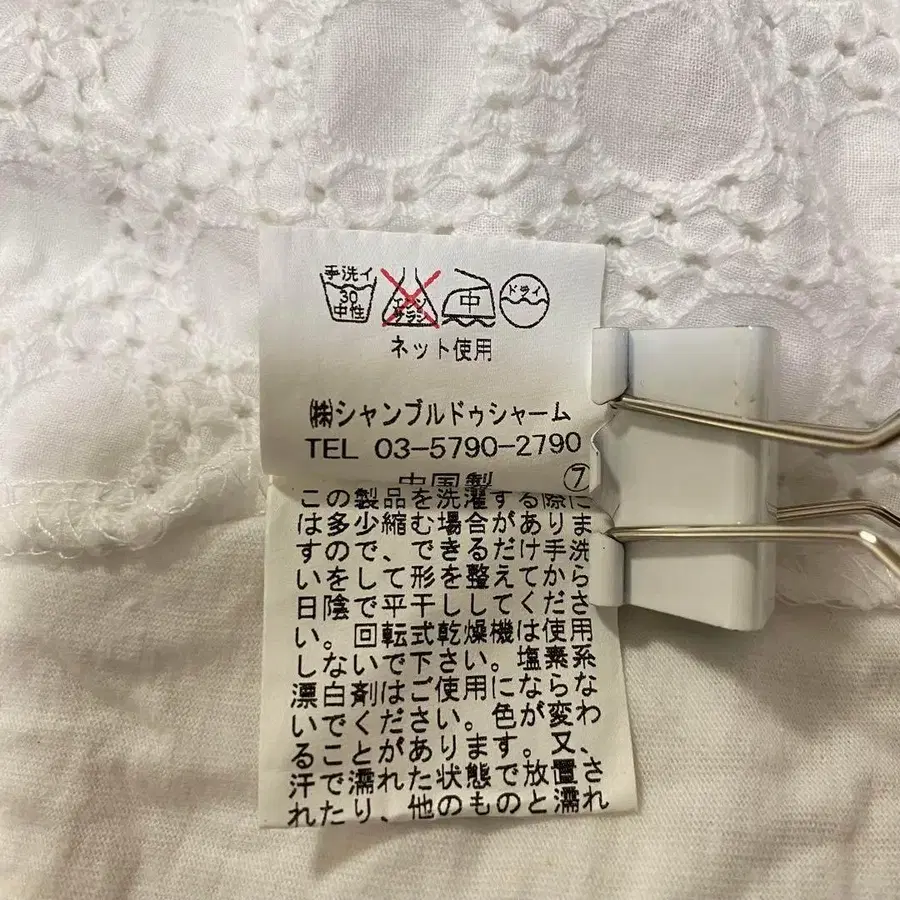 手洗イ 30 中性 エンソ サラシ 中 ドライ
ネット使用
㈱シャンブルドゥシャーム
TEL 03-5790-2790
中国製 ⑦
この製品を洗濯する際に
は多少縮む場合がありま
すので、できるだけ手洗
いをして形を整えてから
日陰で平干ししてくださ
い。回転式乾燥機は使用
しないで下さい。塩素系
漂白剤はご使用にならな
いでください。色が変わ
ることがあります。又、
汗で濡れた状態で放置さ
れたり、他のものと濡れ